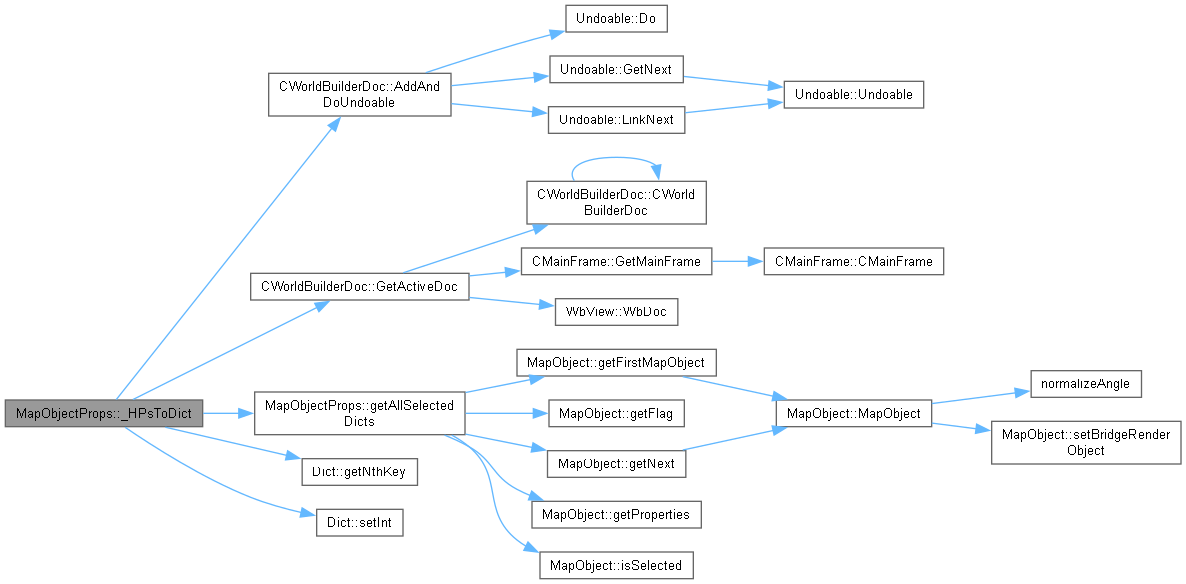 Undoable::Do
CWorldBuilderDoc::AddAnd
DoUndoable
Undoable::GetNext
Undoable::Undoable
Undoable::LinkNext
CWorldBuilderDoc::CWorld
BuilderDoc
CMainFrame::GetMainFrame
CMainFrame::CMainFrame
CWorldBuilderDoc::GetActiveDoc
WbView::WbDoc
MapObject::getFirstMapObject
normalizeAngle
MapObjectProps::_HPsToDict
MapObjectProps::getAllSelected
Dicts
MapObject::getFlag
MapObject::MapObject
MapObject::setBridgeRender
Object
MapObject::getNext
Dict::getNthKey
MapObject::getProperties
Dict::setInt
MapObject::isSelected